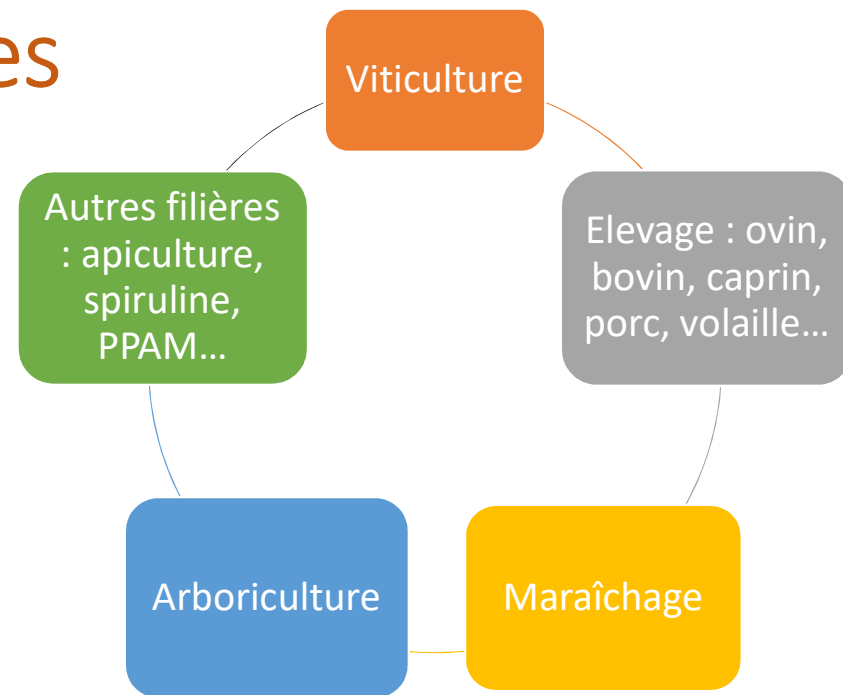 es
Viticulture
Autres filières
: apiculture,
spiruline,
PPAM…
Elevage : ovin,
bovin, caprin,
porc, volaille…
Arboriculture
Maraîchage